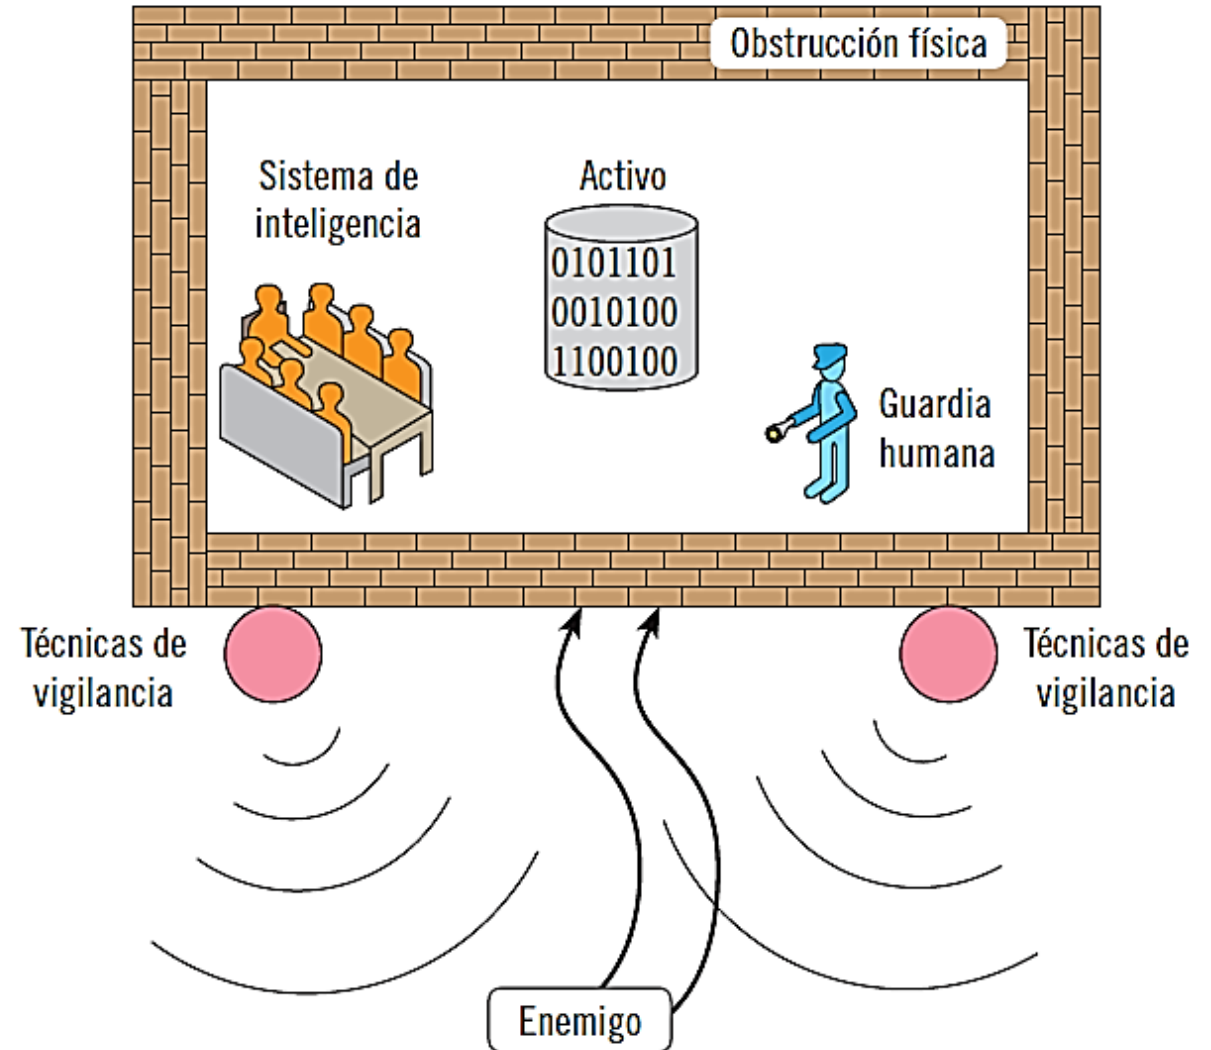 Obstrucción física
Sistema de
inteligencia
Activo
0101101
0010100
1100100
Guardia
humana
Técnicas de
vigilancia
Técnicas de
vigilancia
Enemigo